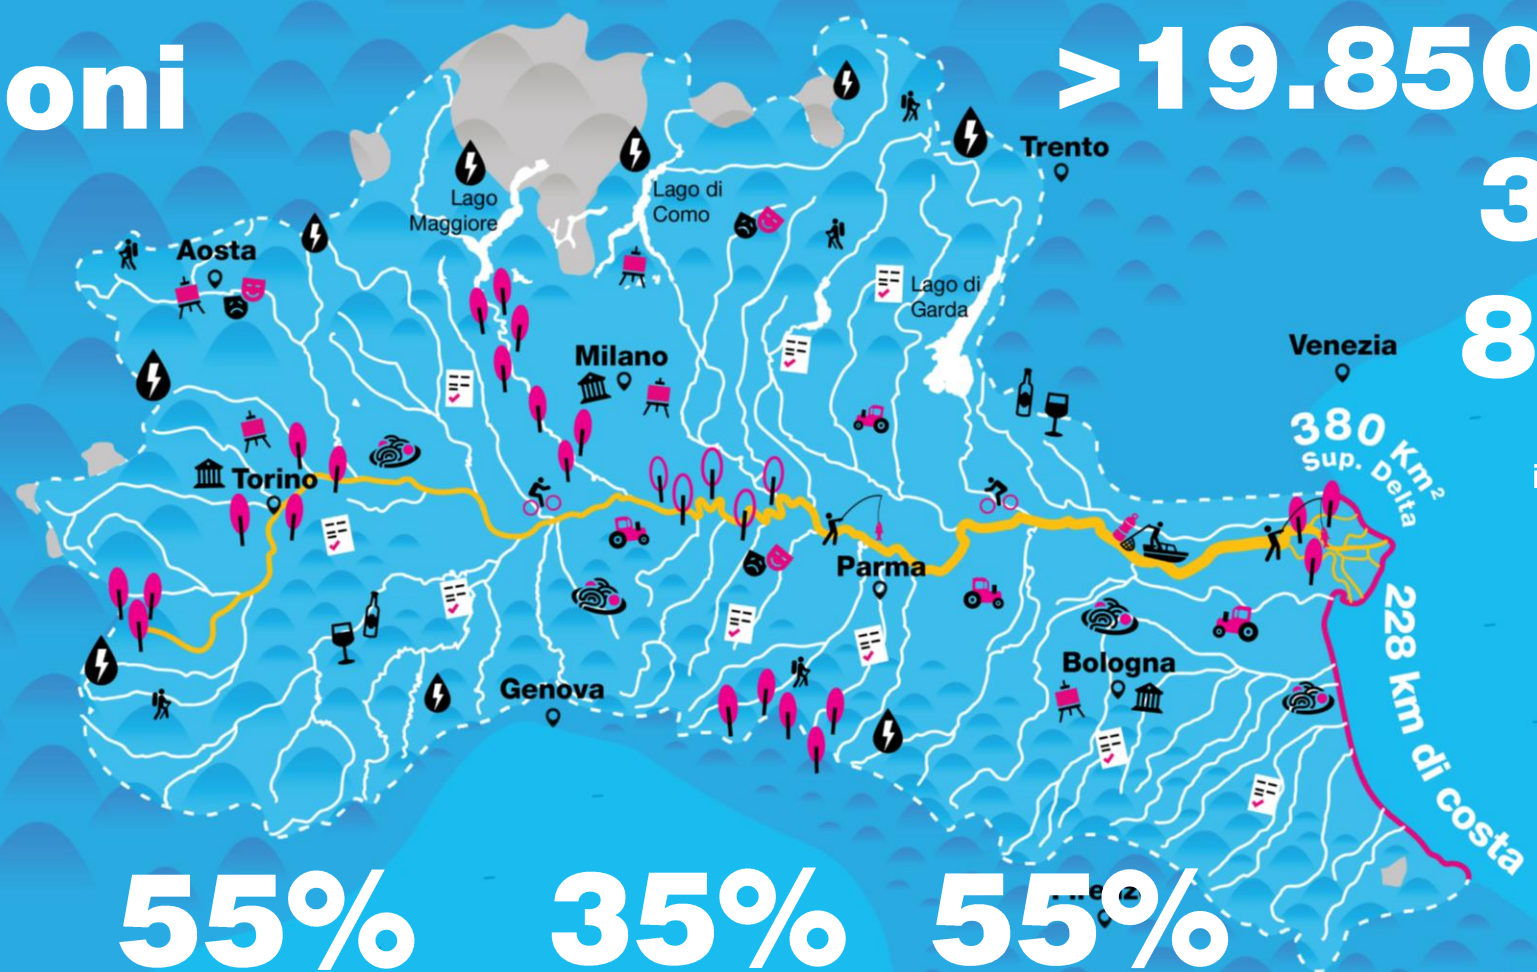 oni
>19.850
3
8
Trento
Lago
Maggiore
Lago di
Como
Aosta
Lago di
Garda
Milano
Venezia
380 Km²
Sup. Delta
Torino
Parma
Bologna
Genova
228 km di costa
55%
35%
55%